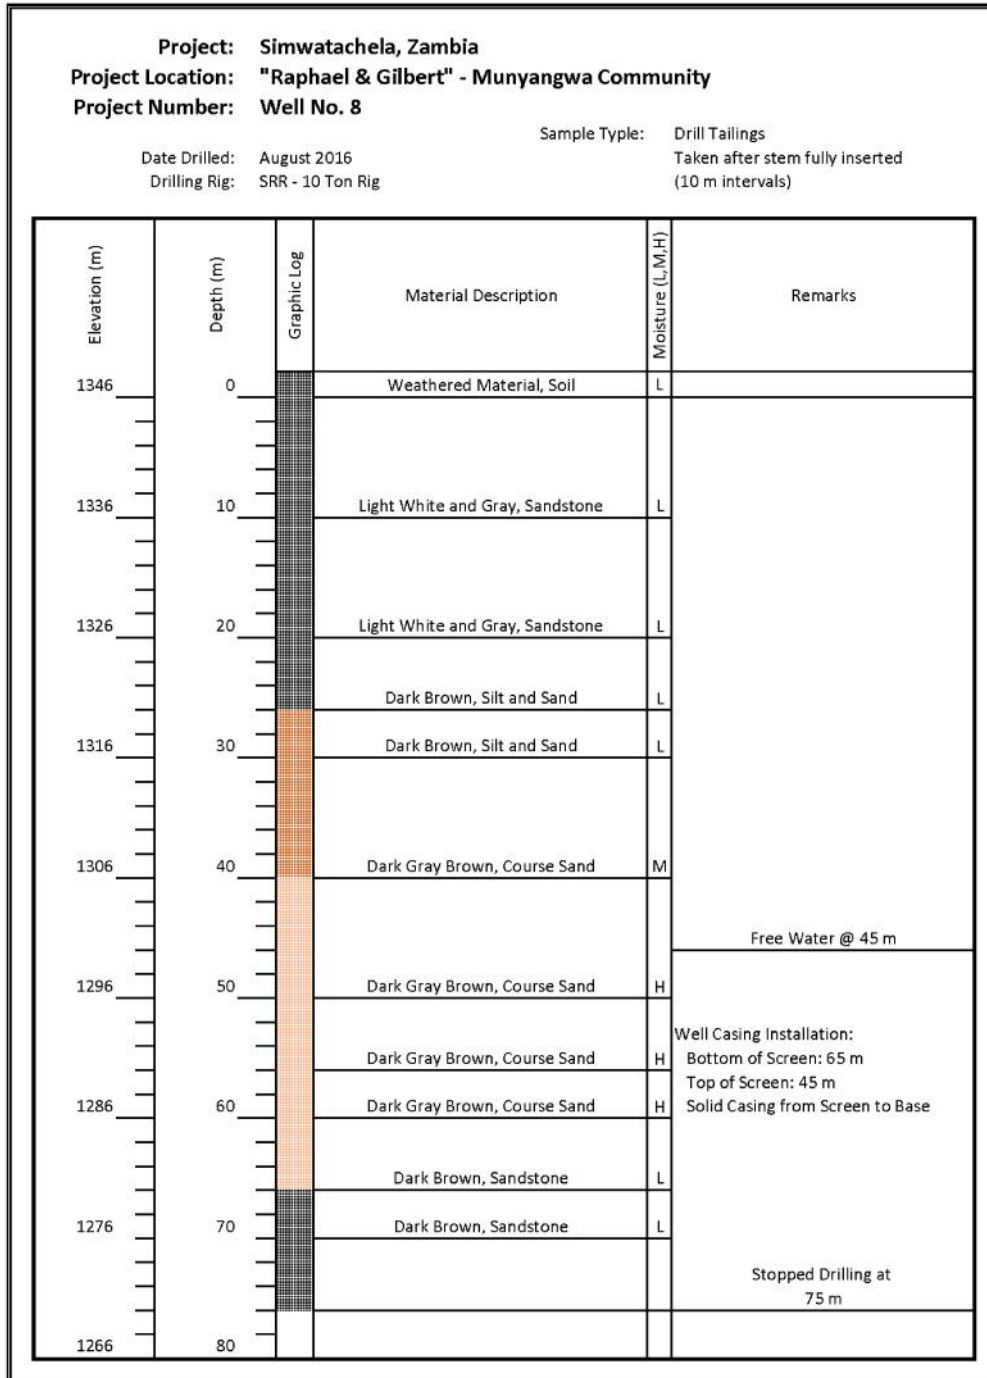 Project: Simwatachela, Zambia
Project Location: "Raphael & Gilbert" - Munyangwa Community
Project Number: Well No. 8
Sample Typle: Drill Tailings
Date Drilled: August 2016 Taken after stem fully inserted
Drilling Rig: SRR - 10 Ton Rig (10 m intervals)
Elevation (m) Depth (m) Graphic Log Material Description Moisture (L,M,H) Remarks
1346 0 Weathered Material, Soil L
1336 10 Light White and Gray, Sandstone L
1326 20 Light White and Gray, Sandstone L
Dark Brown, Silt and Sand L
1316 30 Dark Brown, Silt and Sand L
1306 40 Dark Gray Brown, Course Sand M
Free Water @ 45 m
1296 50 Dark Gray Brown, Course Sand H
Well Casing Installation:
Dark Gray Brown, Course Sand H Bottom of Screen: 65 m
Top of Screen: 45 m
1286 60 Dark Gray Brown, Course Sand H Solid Casing from Screen to Base
Dark Brown, Sandstone L
1276 70 Dark Brown, Sandstone L
Stopped Drilling at
75 m
1266 80